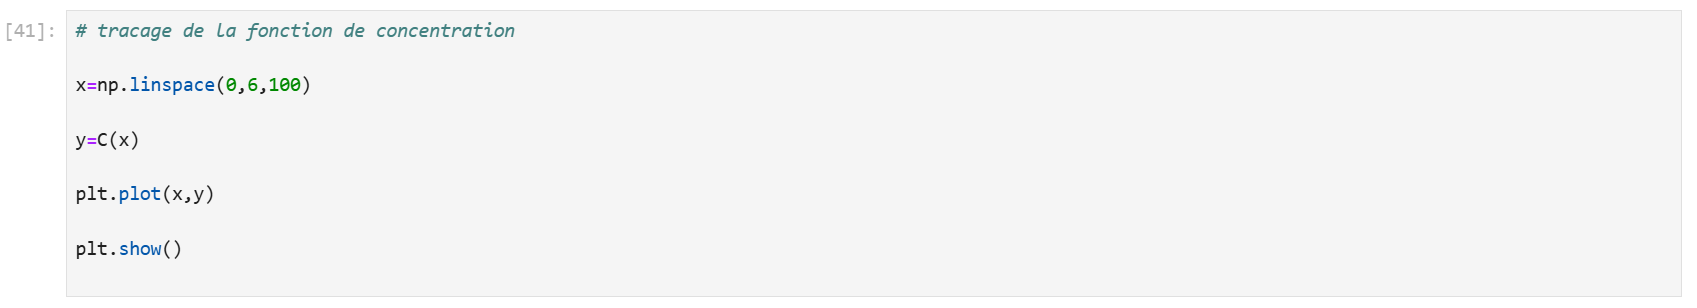 [41]: # tracage de la fonction de concentration
x=np.linspace(0,6,100)
y=C(x)
plt.plot(x,y)
plt.show()